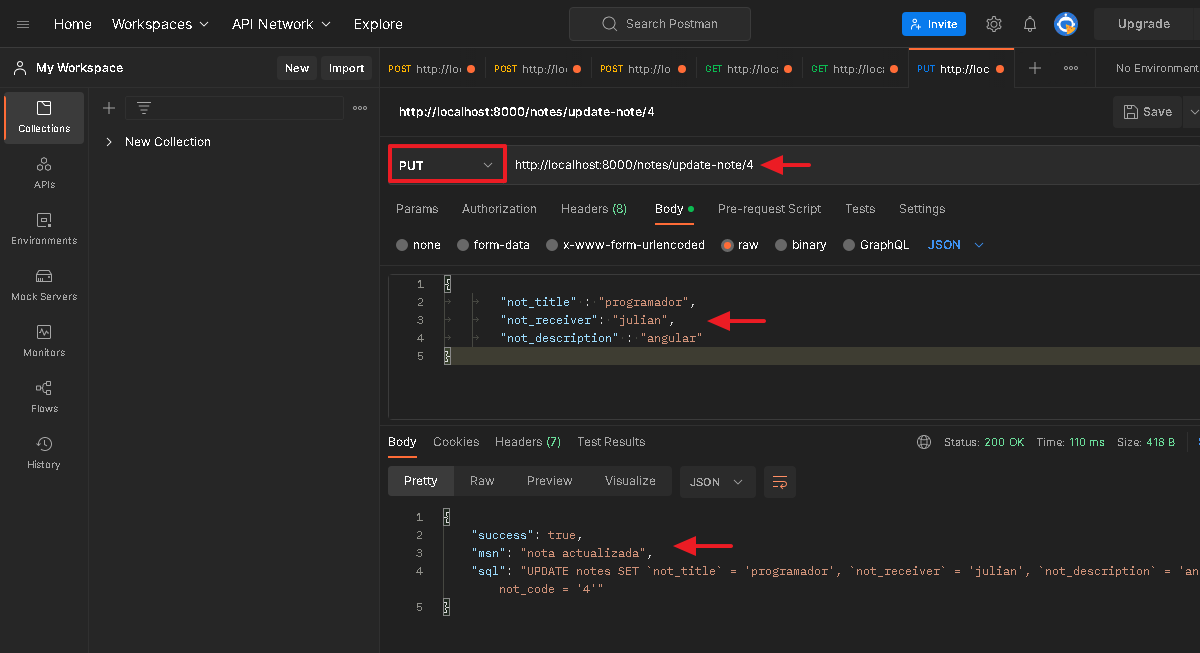 Home Workspaces API Network Explore Search Postman Invite Upgrade
My Workspace New Import POST http://lo POST http://lo POST http://lo GET http://loc GET http://loc PUT http://loc No Environment
Collections
APIs
Environments
Mock Servers
Monitors
Flows
History
New Collection
http://localhost:8000/notes/update-note/4 Save
PUT http://localhost:8000/notes/update-note/4
Params Authorization Headers (8) Body Pre-request Script Tests Settings
none form-data x-www-form-urlencoded raw binary GraphQL JSON
1 {
2 "not_title" : "programador",
3 "not_receiver": "julian",
4 "not_description" : "angular"
5 }
Body Cookies Headers (7) Test Results Status: 200 OK Time: 110 ms Size: 418 B
Pretty Raw Preview Visualize JSON
1 {
2 "success": true,
3 "msn": "nota actualizada",
4 "sql": "UPDATE notes SET `not_title` = 'programador', `not_receiver` = 'julian', `not_description` = 'an
not_code = '4'"
5 }